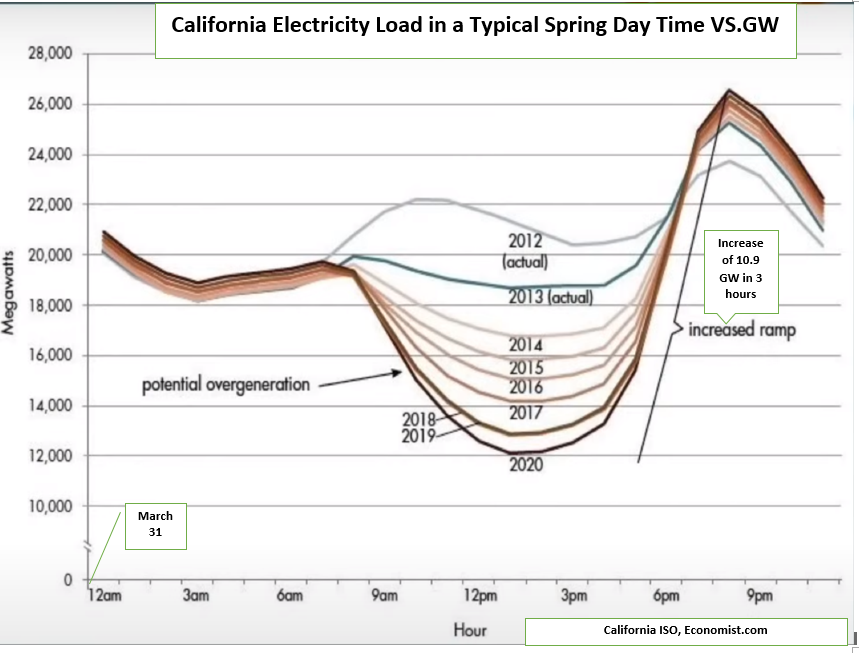 California Electricity Load in a Typical Spring Day Time VS.GW
28,000
26,000
24,000
22,000
20,000
18,000
16,000
14,000
12,000
10,000
0
Megawatts
2012
(actual)
2013 (actual)
2014
2015
2016
2017
2018
2019
2020
potential overgeneration
Increase
of 10.9
GW in 3
hours
increased ramp
March
31
12am
3am
6am
9am
12pm
3pm
6pm
9pm
Hour
California ISO, Economist.com